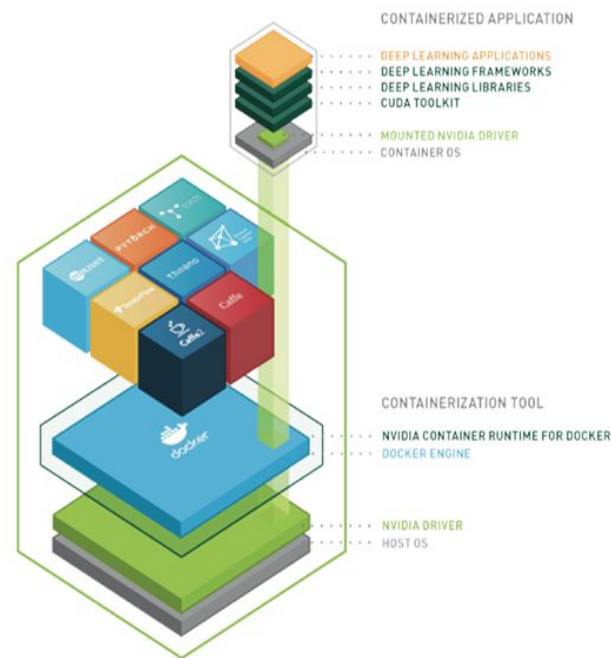 CONTAINERIZED APPLICATION
DEEP LEARNING APPLICATIONS
DEEP LEARNING FRAMEWORKS
DEEP LEARNING LIBRARIES
CUDA TOOLKIT
MOUNTED NVIDIA DRIVER
CONTAINER OS
torch
PYTORCH
theano
mxnet
TensorFlow
Caffe
Caffe2
docker
CONTAINERIZATION TOOL
NVIDIA CONTAINER RUNTIME FOR DOCKER
DOCKER ENGINE
NVIDIA DRIVER
HOST OS